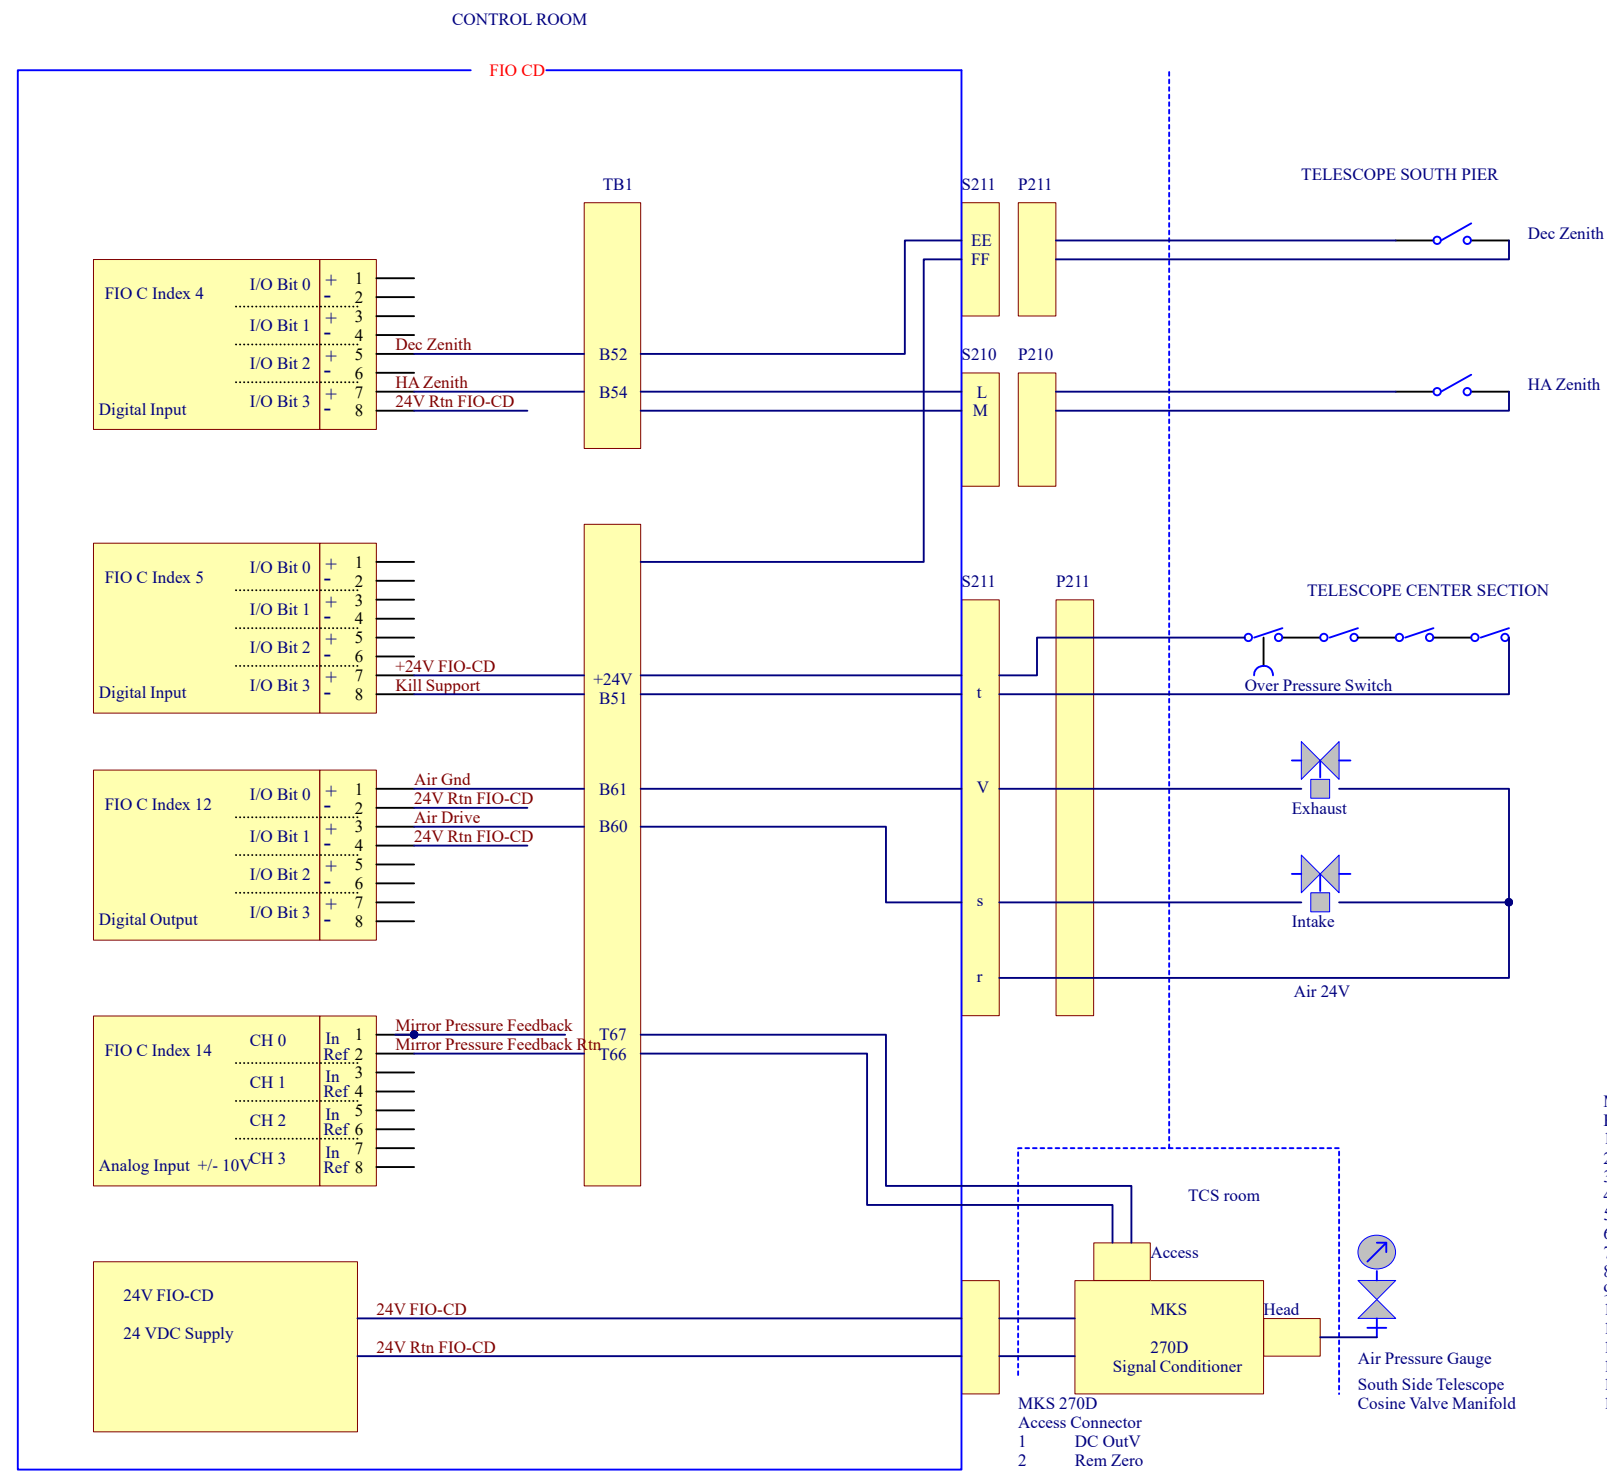 CONTROL ROOM
FIO CD
TB1
S211
P211
TELESCOPE SOUTH PIER
EE
FF
Dec Zenith
FIO C Index 4
Digital Input
I/O Bit 0
+ 1
- 2
I/O Bit 1
+ 3
- 4
I/O Bit 2
+ 5
- 6
I/O Bit 3
+ 7
- 8
Dec Zenith
HA Zenith
24V Rtn FIO-CD
B52
B54
S210
P210
L
M
HA Zenith
FIO C Index 5
Digital Input
I/O Bit 0
+ 1
- 2
I/O Bit 1
+ 3
- 4
I/O Bit 2
+ 5
- 6
I/O Bit 3
+ 7
- 8
+24V FIO-CD
Kill Support
+24V
B51
S211
P211
TELESCOPE CENTER SECTION
t
Over Pressure Switch
FIO C Index 12
Digital Output
I/O Bit 0
+ 1
- 2
I/O Bit 1
+ 3
- 4
I/O Bit 2
+ 5
- 6
I/O Bit 3
+ 7
- 8
Air Gnd
24V Rtn FIO-CD
Air Drive
24V Rtn FIO-CD
B61
B60
V
Exhaust
s
Intake
r
Air 24V
FIO C Index 14
Analog Input +/- 10V
CH 0
In 1
Ref 2
CH 1
In 3
Ref 4
CH 2
In 5
Ref 6
CH 3
In 7
Ref 8
Mirror Pressure Feedback
Mirror Pressure Feedback Rtn
T67
T66
TCS room
Access
24V FIO-CD
24 VDC Supply
24V FIO-CD
24V Rtn FIO-CD
MKS
270D
Signal Conditioner
Head
Air Pressure Gauge
South Side Telescope
Cosine Valve Manifold
MKS 270D
Access Connector
1 DC OutV
2 Rem Zero